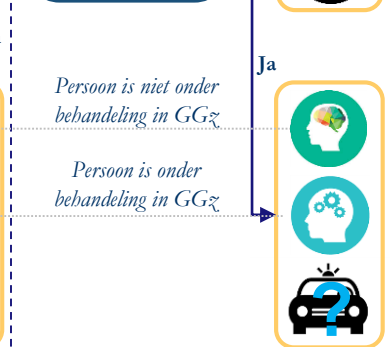 Ja
Persoon is niet onder
behandeling in GGz
Persoon is onder
behandeling in GGz
?